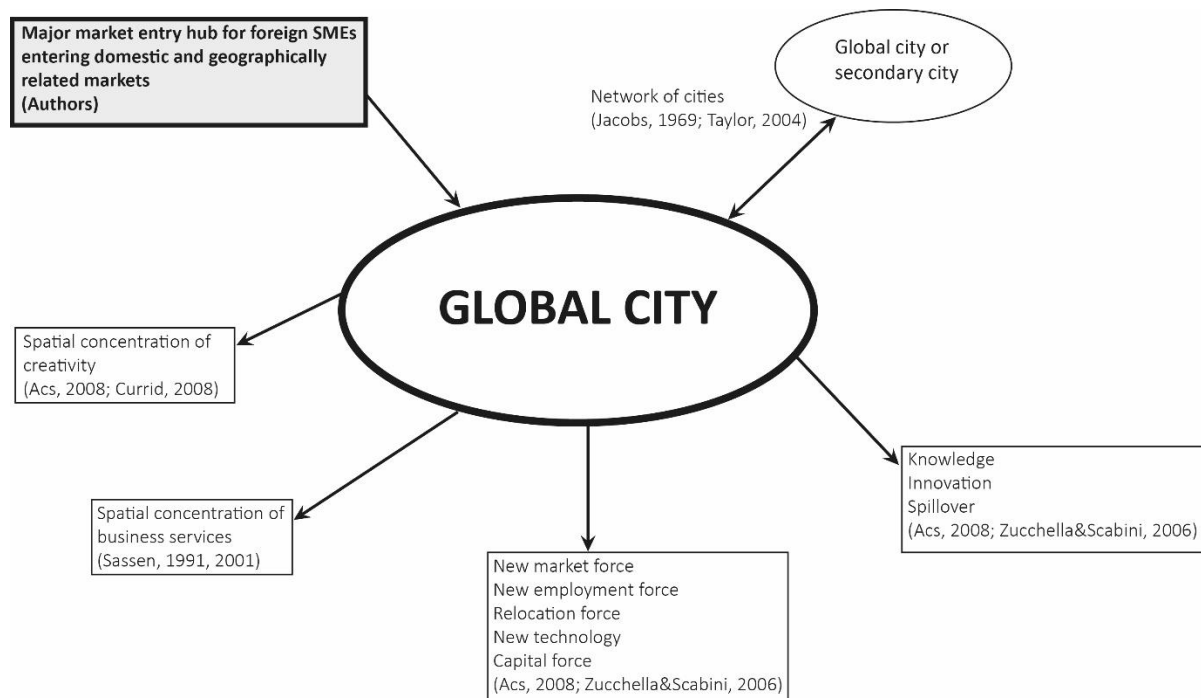 Major market entry hub for foreign SMEs
entering domestic and geographically
related markets
(Authors)
Global city or
secondary city
Network of cities
(Jacobs, 1969; Taylor, 2004)
GLOBAL CITY
Spatial concentration of
creativity
(Acs, 2008; Currid, 2008)
Spatial concentration of
business services
(Sassen, 1991, 2001)
New market force
New employment force
Relocation force
New technology
Capital force
(Acs, 2008; Zucchella&Scabini, 2006)
Knowledge
Innovation
Spillover
(Acs, 2008; Zucchella&Scabini, 2006)